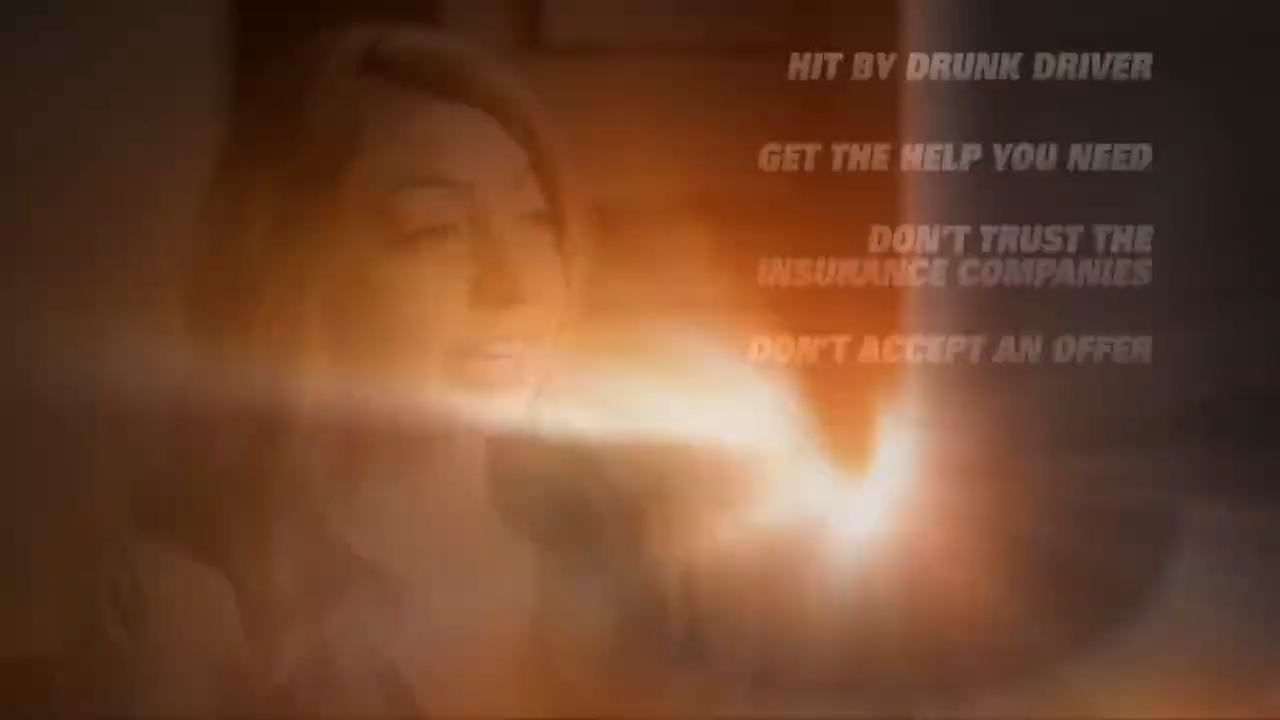 HIT BY DRUNK DRIVER
GET THE HELP YOU NEED
DON'T TRUST THE
INSURANCE COMPANIES
DON'T ACCEPT AN OFFER